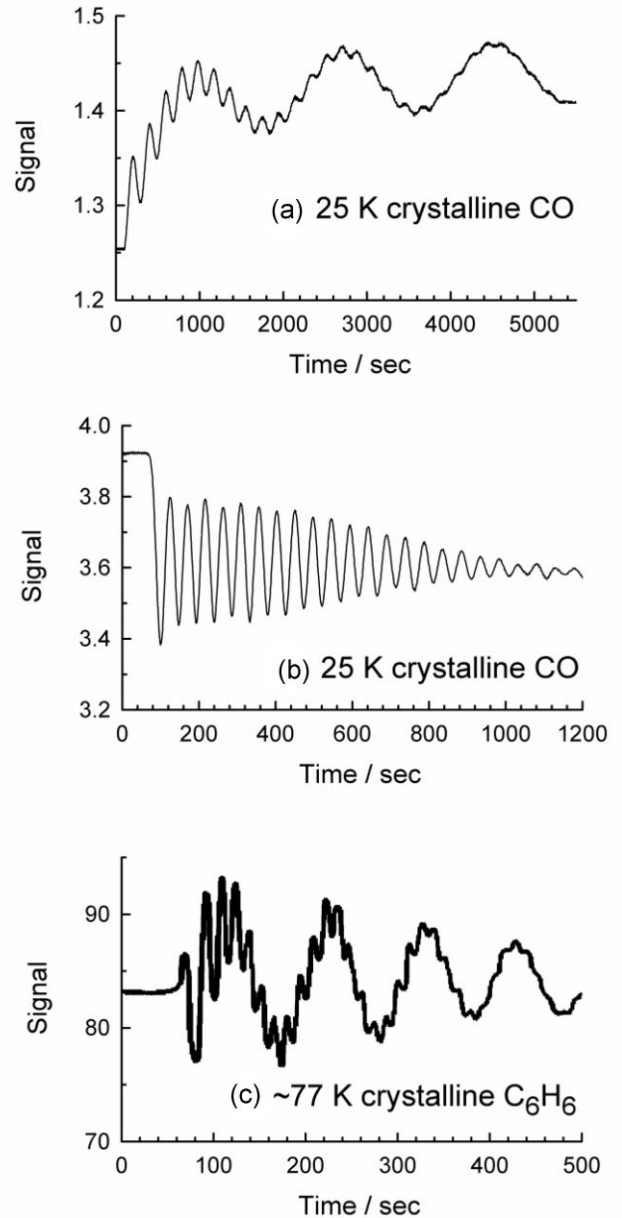 1.5
1.4
1.3
1.2
Signal
(a) 25 K crystalline CO
0 1000 2000 3000 4000 5000
Time / sec
4.0
3.8
3.6
3.4
3.2
Signal
(b) 25 K crystalline CO
0 200 400 600 800 1000 1200
Time / sec
90
80
70
Signal
(c) ~77 K crystalline C₆H₆
0 100 200 300 400 500
Time / sec